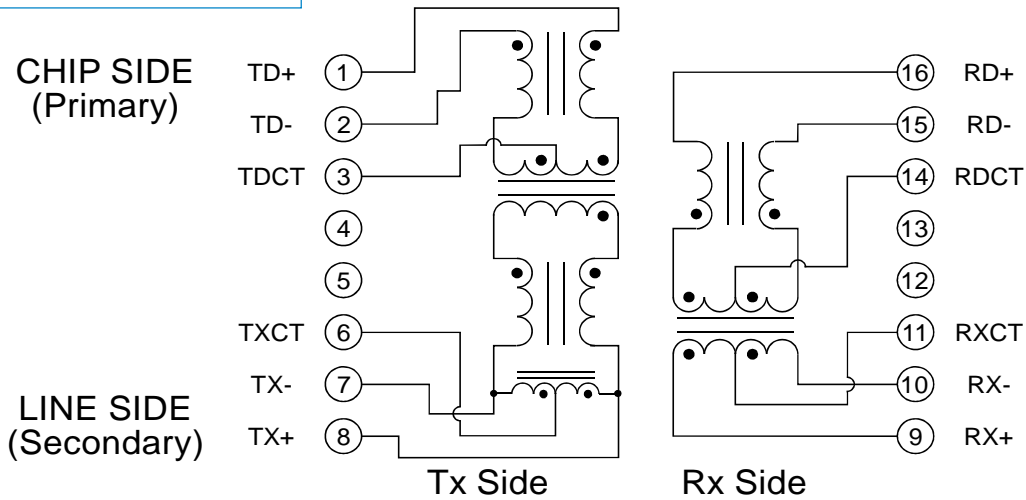 CHIP SIDE
(Primary)
TD+ 1
TD- 2
TDCT 3
4
5
TXCT 6
TX- 7
TX+ 8
LINE SIDE
(Secondary)
16 RD+
15 RD-
14 RDCT
13
12
11 RXCT
10 RX-
9 RX+
Tx Side
Rx Side